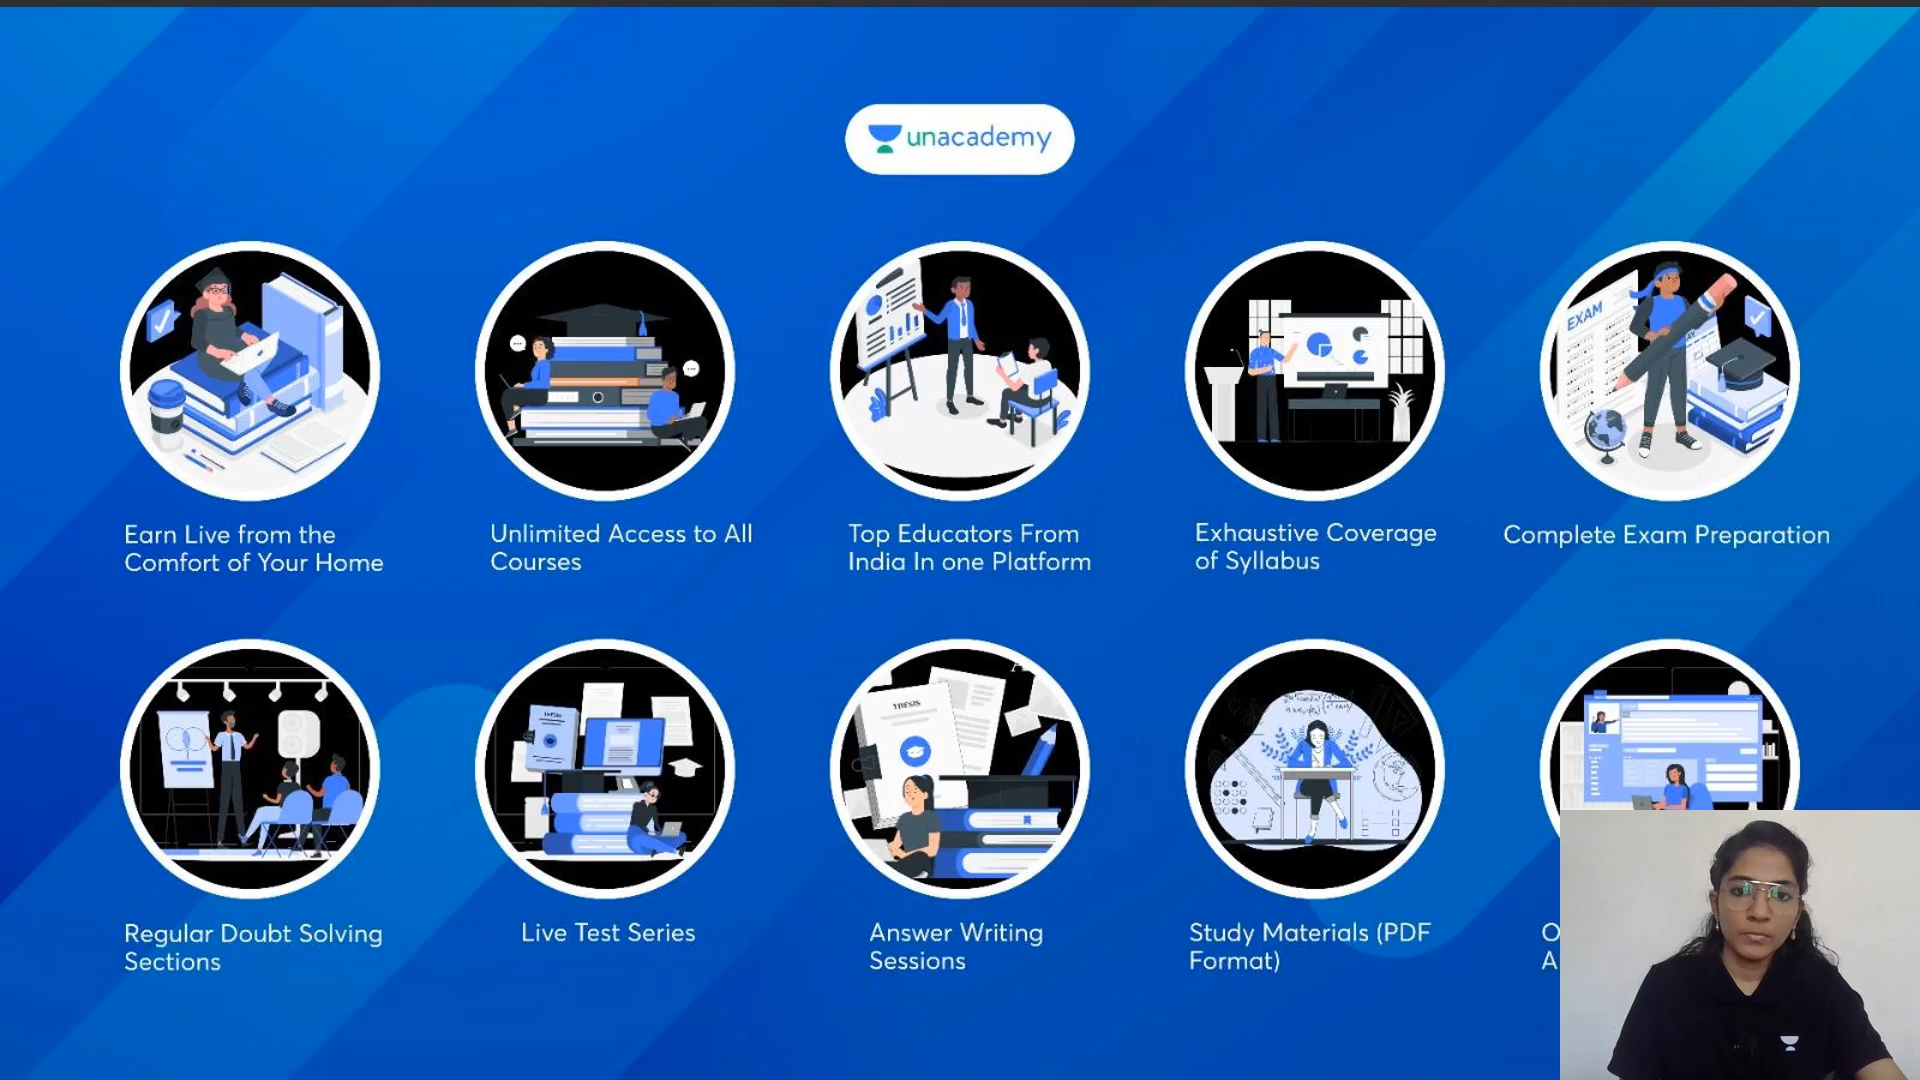 unacademy
EXAM
Earn Live from the
Comfort of Your Home
Unlimited Access to All
Courses
Top Educators From
India In one Platform
Exhaustive Coverage
of Syllabus
Complete Exam Preparation
THESIS
THESIS
Regular Doubt Solving
Sections
Live Test Series
Answer Writing
Sessions
Study Materials (PDF
Format)
O
A